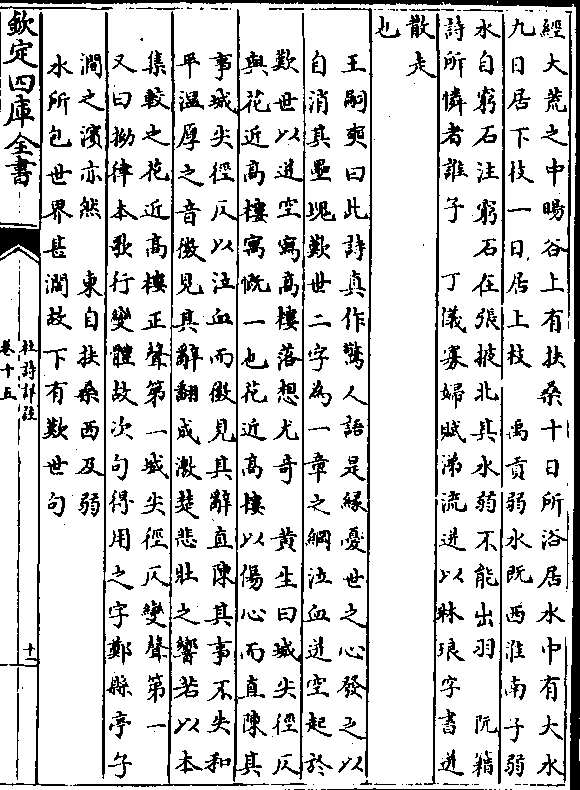 經大荒之中暘谷上有扶桑十日所浴居水中有大水
九日居下枝一日居上枝 禹貢弱水既西淮南子弱
水自窮石注窮石在張掖北其水弱不能出羽 阮籍
詩所憐者誰子 丁儀寡婦賦涕流迸以琅字書迸
散走
也
王嗣奭曰此詩真作驚人語是緣憂世之心發之以
自消其壘塊歎世二字為一章之綱泣血迸空起於
歎世以迸空寫高樓落想尤奇 黄生曰城尖徑仄
與花近高樓寓慨一也花近高樓以傷心而直陳其
事城尖徑仄以泣血而微見其辭直陳其事不失和
平溫厚之音微見其辭翻成激楚悲壯之響若以本
集較之花近高樓正聲第一城尖徑仄變聲第一
又曰拗律本歌行變體故次句得用之字鄭縣亭子
澗之濱亦然 東自扶桑西及弱
水所包世界甚濶故下有歎世句
欽定四庫全書
杜詩詳註
卷十五
十一